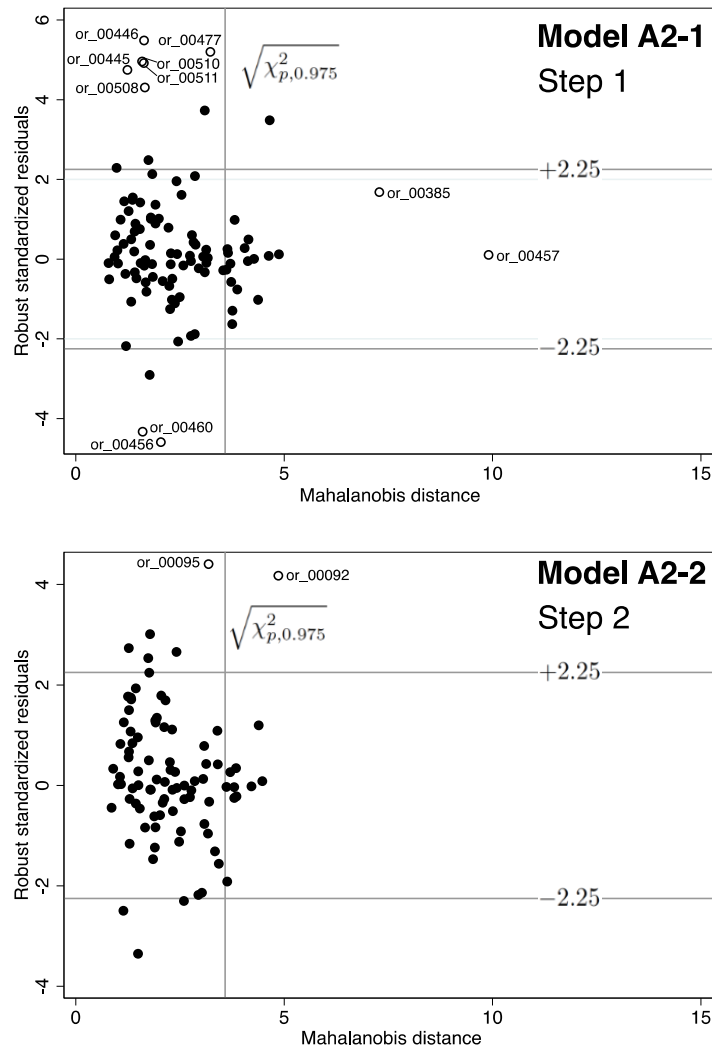 Model A2-1
Step 1
Robust standardized residuals
6
4
2
0
-2
-4
or_00446
or_00477
or_00445
or_00510
or_00511
or_00508
√χ²p,0.975
+2.25
or_00385
or_00457
−2.25
or_00460
or_00456
0 5 10 15
Mahalanobis distance
Model A2-2
Step 2
Robust standardized residuals
4
2
0
-2
-4
or_00095
or_00092
√χ²p,0.975
+2.25
−2.25
0 5 10 15
Mahalanobis distance